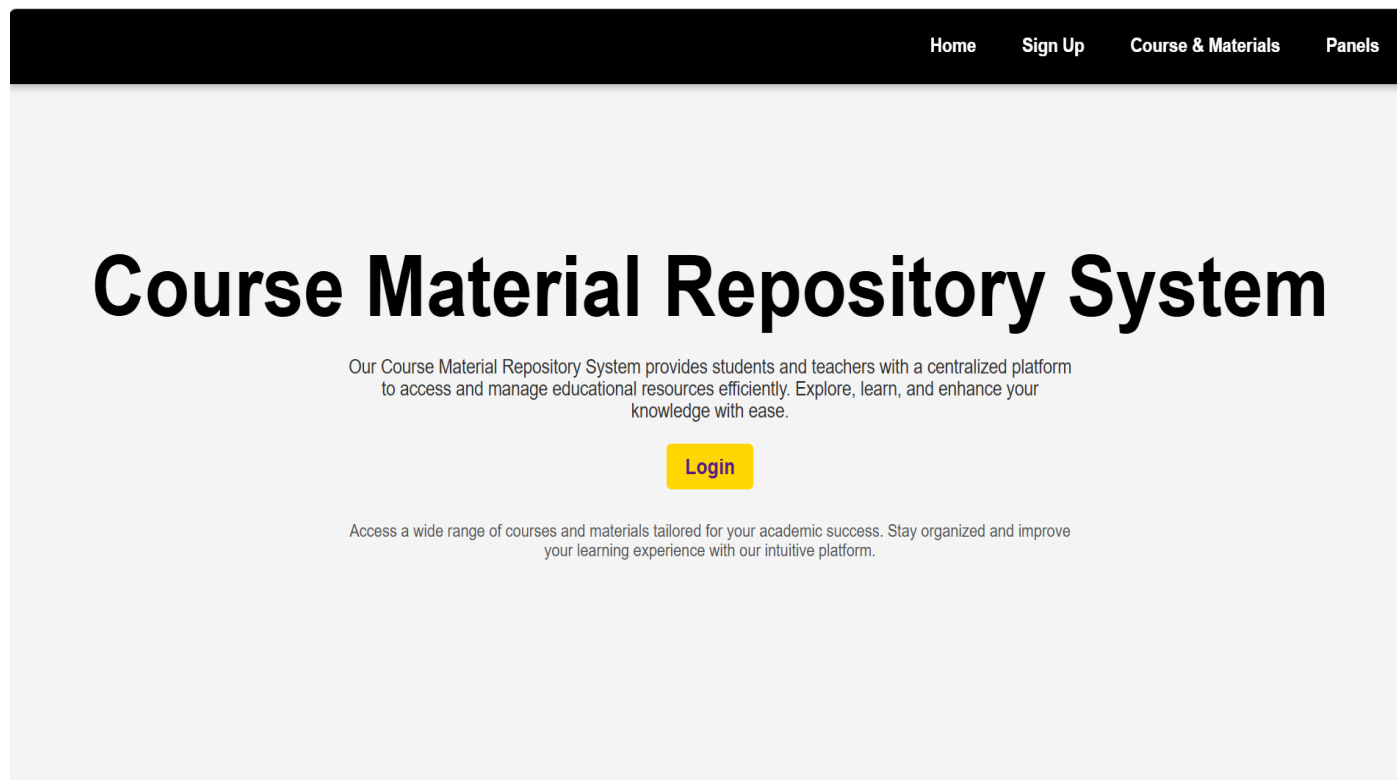 Home Sign Up Course & Materials Panels
Course Material Repository System
Our Course Material Repository System provides students and teachers with a centralized platform
to access and manage educational resources efficiently. Explore, learn, and enhance your
knowledge with ease.
Login
Access a wide range of courses and materials tailored for your academic success. Stay organized and improve
your learning experience with our intuitive platform.